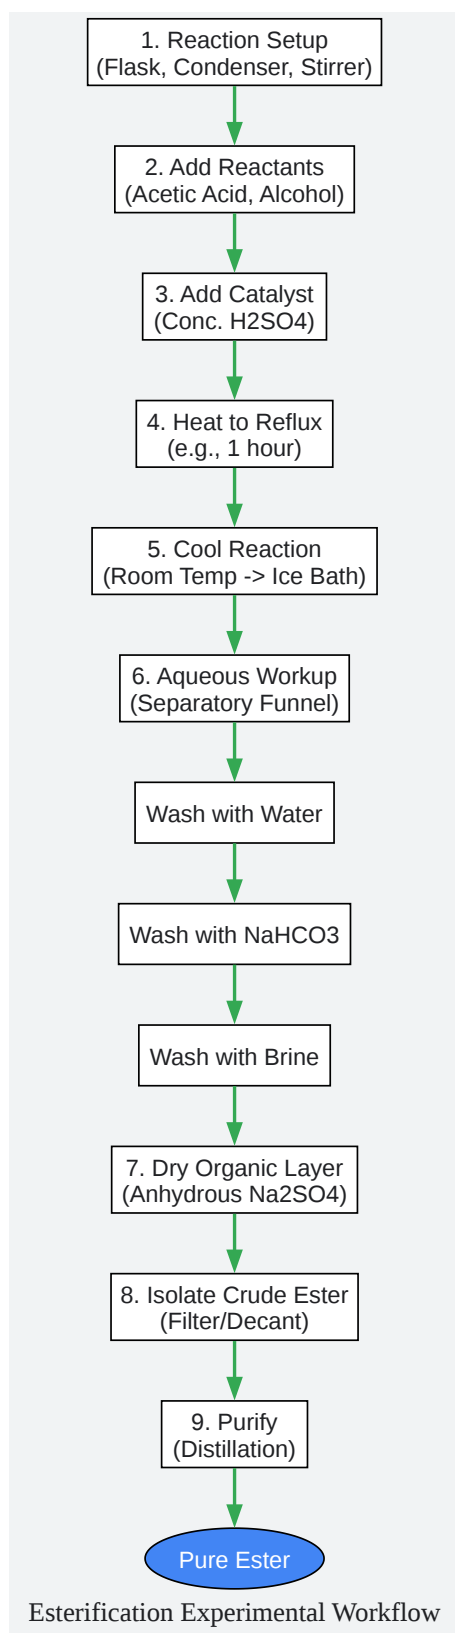 1. Reaction Setup
(Flask, Condenser, Stirrer)
2. Add Reactants
(Acetic Acid, Alcohol)
3. Add Catalyst
(Conc. H2SO4)
4. Heat to Reflux
(e.g., 1 hour)
5. Cool Reaction
(Room Temp -> Ice Bath)
6. Aqueous Workup
(Separatory Funnel)
Wash with Water
Wash with NaHCO3
Wash with Brine
7. Dry Organic Layer
(Anhydrous Na2SO4)
8. Isolate Crude Ester
(Filter/Decant)
9. Purify
(Distillation)
Pure Ester
Esterification Experimental Workflow